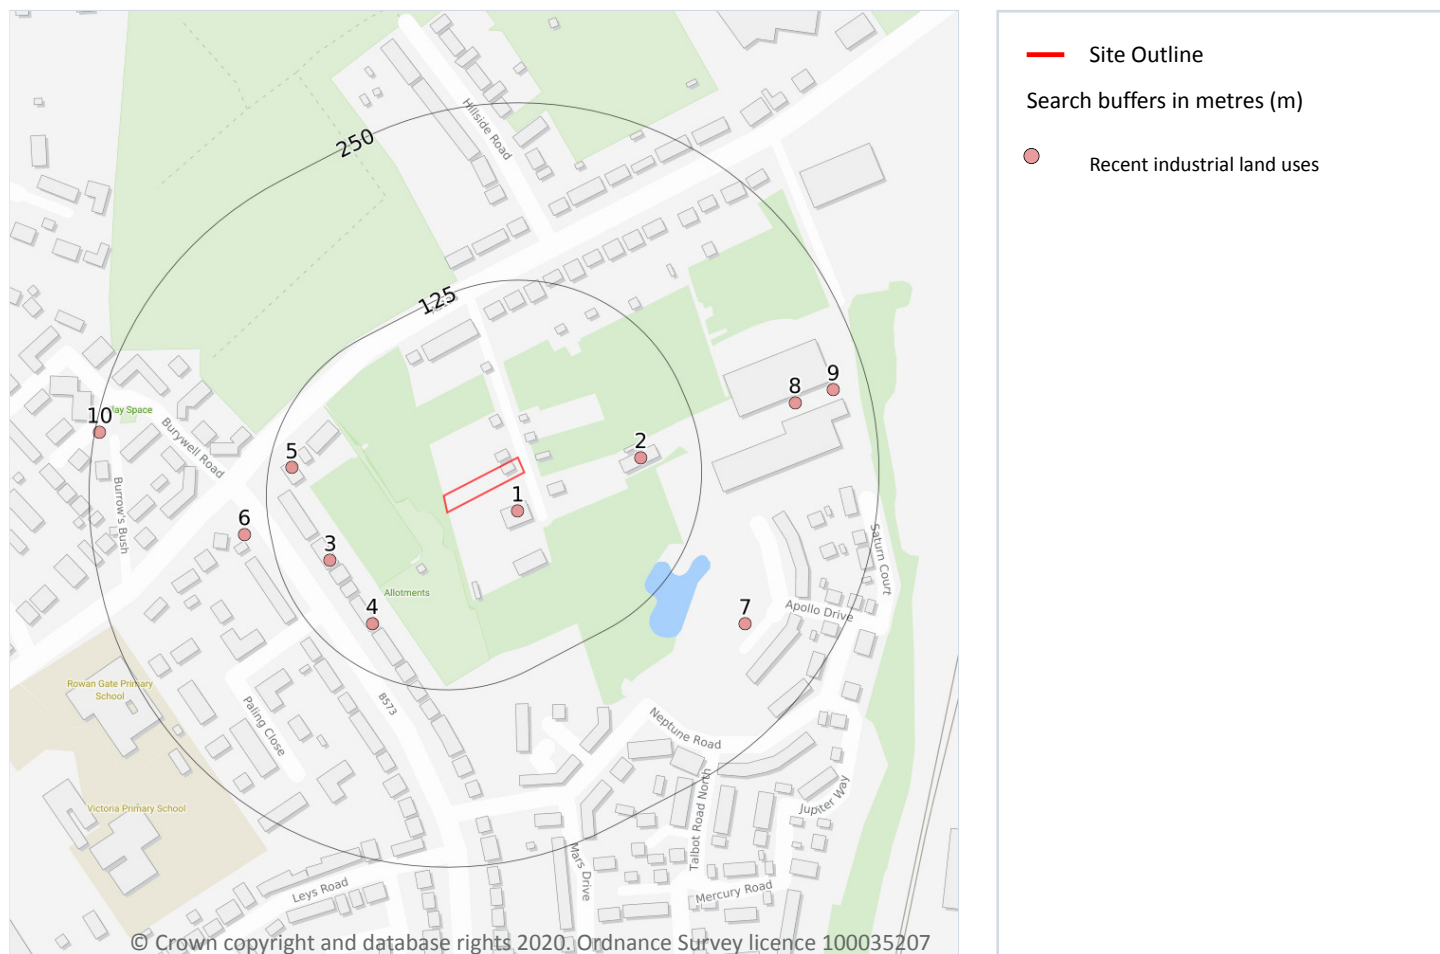 Site Outline
Search buffers in metres (m)
Recent industrial land uses
Hillside Road
250
125
9
8
10
lay Space
Burywell Road
5
2
1
Burrow's Bush
6
3
Saturn Court
Allotments
4
7
Apollo Drive
Rowan Gate Primary
School
Paling Close
B573
Neptune Road
Victoria Primary School
Talbot Road North
Jupiter Way
Mars Drive
Leys Road
Mercury Road
© Crown copyright and database rights 2020. Ordnance Survey licence 100035207